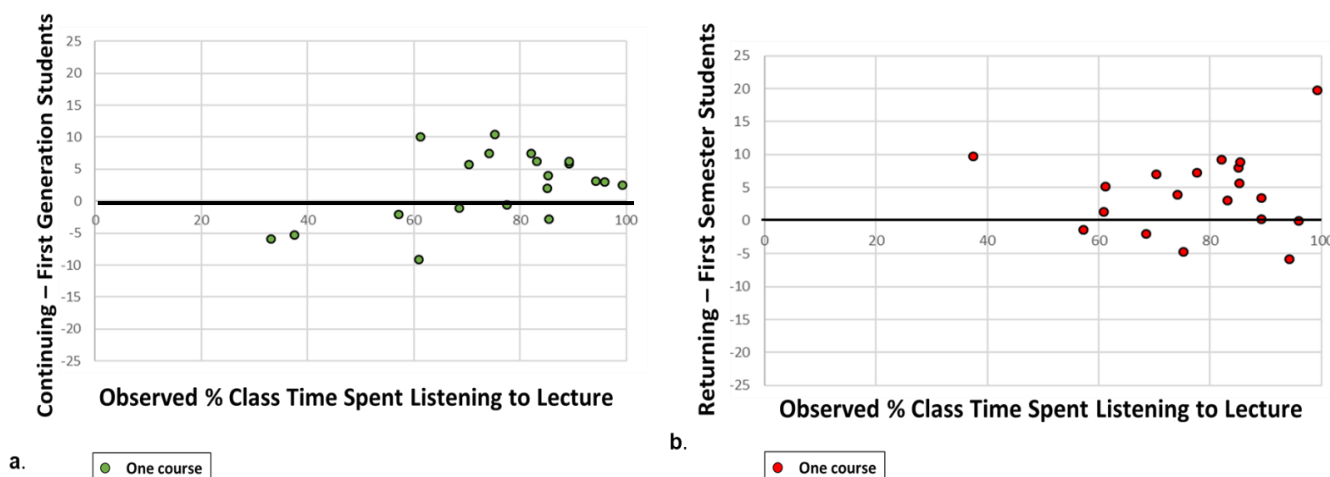 Continuing – First Generation Students
25
20
15
10
5
0
-5
-10
-15
-20
-25
0 20 40 60 80 100
Observed % Class Time Spent Listening to Lecture
a.
One course
Returning – First Semester Students
25
20
15
10
5
0
-5
-10
-15
-20
-25
0 20 40 60 80 100
Observed % Class Time Spent Listening to Lecture
b.
One course